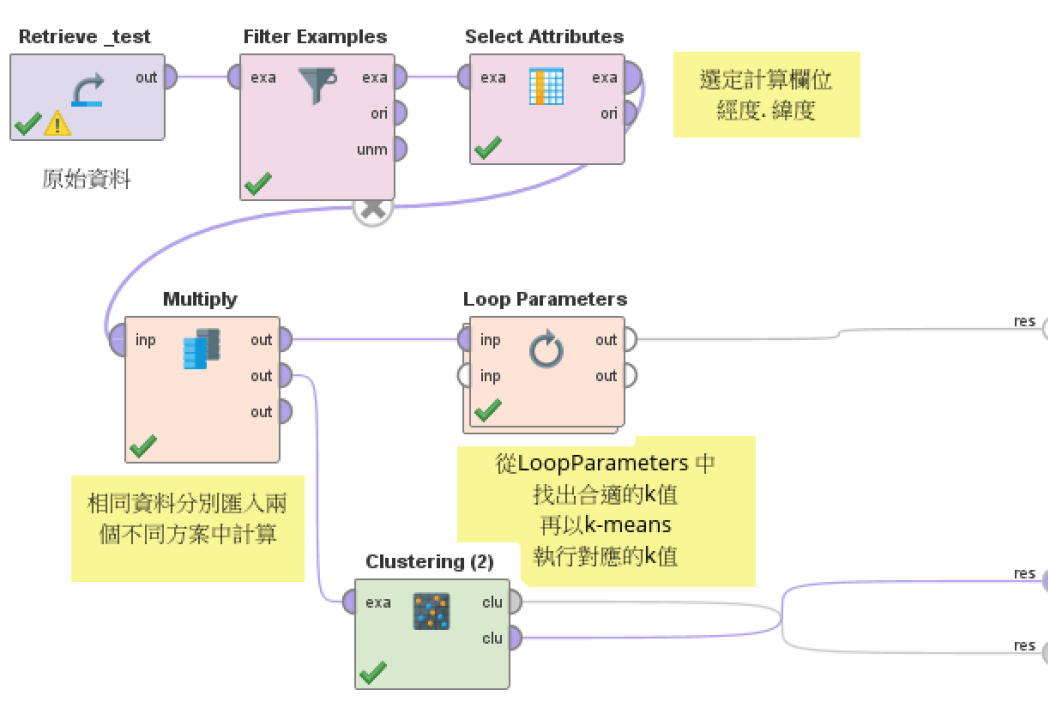 Retrieve _test
Filter Examples
Select Attributes
out
exa
exa
ori
unm
exa
exa
ori
選定計算欄位
經度. 緯度
原始資料
Multiply
Loop Parameters
inp
out
out
out
inp
out
inp
out
res
相同資料分別匯入兩
個不同方案中計算
從LoopParameters 中
找出合適的k值
再以k-means
執行對應的k值
Clustering (2)
exa
clu
clu
res
res